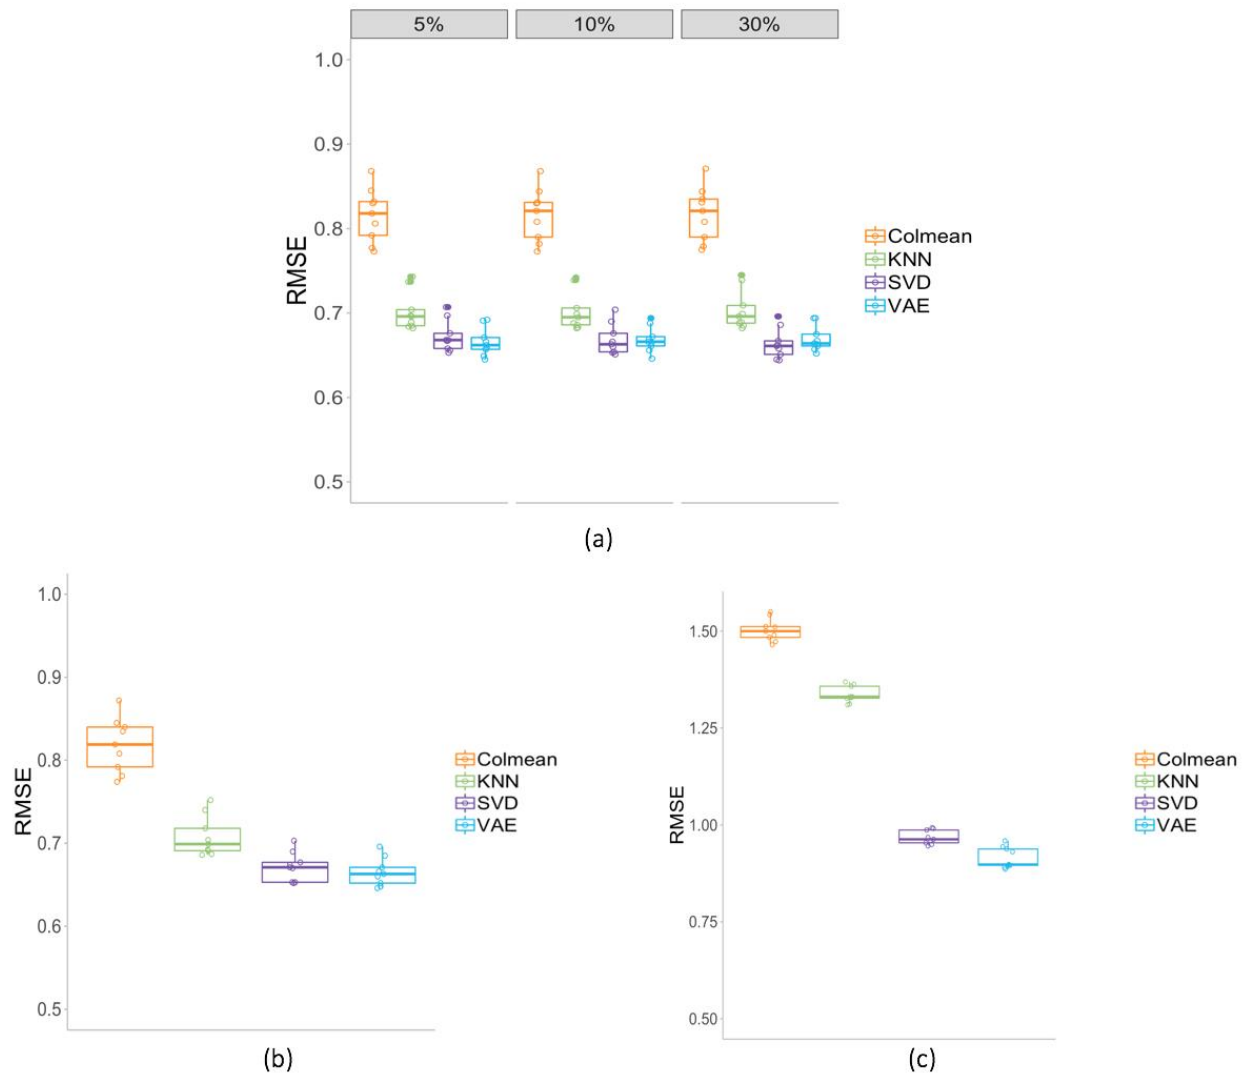 5% 10% 30%
1.0
0.9
0.8
0.7
0.6
0.5
RMSE
Colmean
KNN
SVD
VAE
(a)
1.0
0.9
0.8
0.7
0.6
0.5
RMSE
Colmean
KNN
SVD
VAE
(b)
1.50
1.25
1.00
0.75
0.50
RMSE
Colmean
KNN
SVD
VAE
(c)